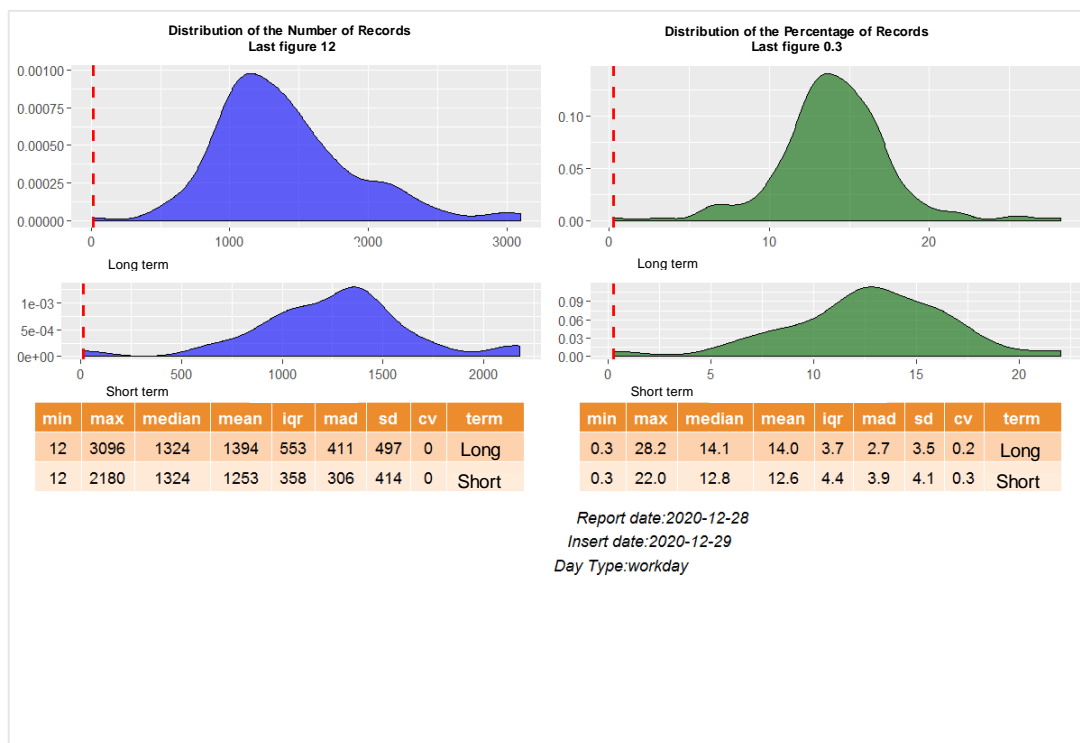 Distribution of the Number of Records
Last figure 12
0.00100
0.00075
0.00050
0.00025
0.00000
0 1000 2000 3000
Long term
1e-03
5e-04
0e+00
0 500 1000 1500 2000
Short term
min max median mean iqr mad sd cv term
12 3096 1324 1394 553 411 497 0 Long
12 2180 1324 1253 358 306 414 0 Short
Distribution of the Percentage of Records
Last figure 0.3
0.10
0.05
0.00
0 10 20
Long term
0.09
0.06
0.03
0.00
0 5 10 15 20
Short term
min max median mean iqr mad sd cv term
0.3 28.2 14.1 14.0 3.7 2.7 3.5 0.2 Long
0.3 22.0 12.8 12.6 4.4 3.9 4.1 0.3 Short
Report date:2020-12-28
Insert date:2020-12-29
Day Type:workday